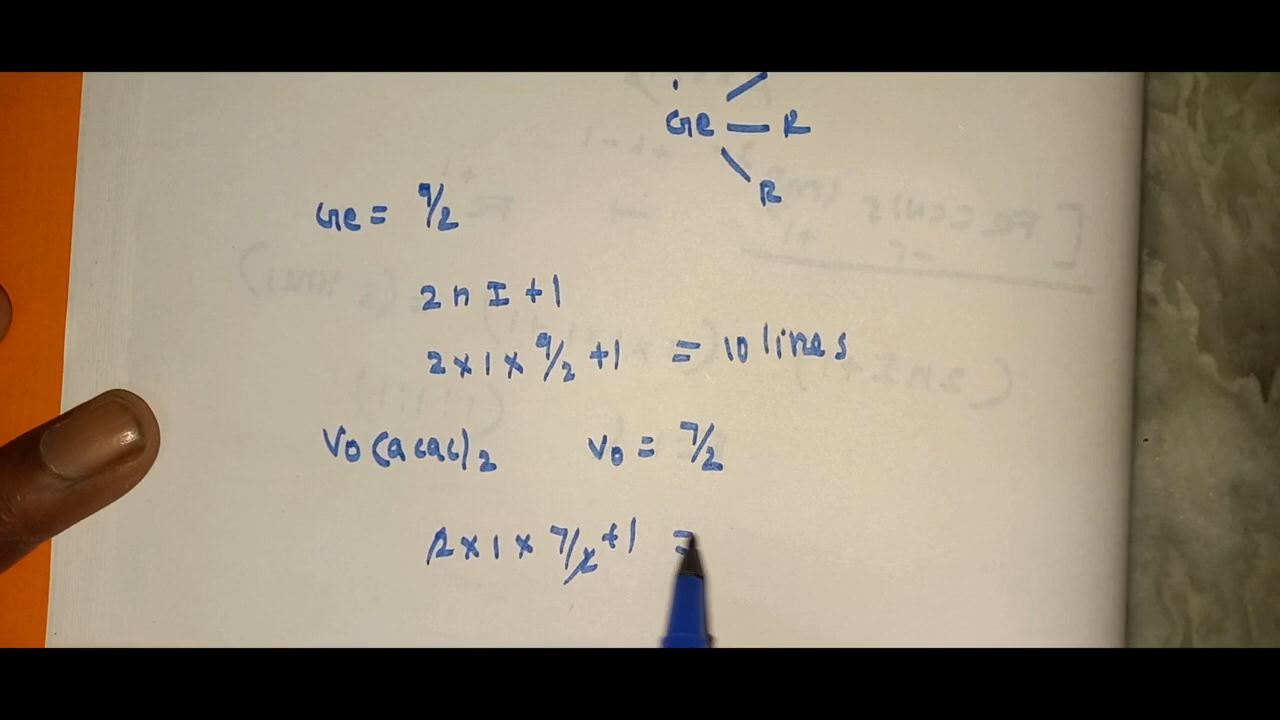 Ge — R
R
Ge = 9/2
2nI+1
2×1×9/2+1 = 10 lines
VO(acac)2 VO = 7/2
2×1×7/2+1 =